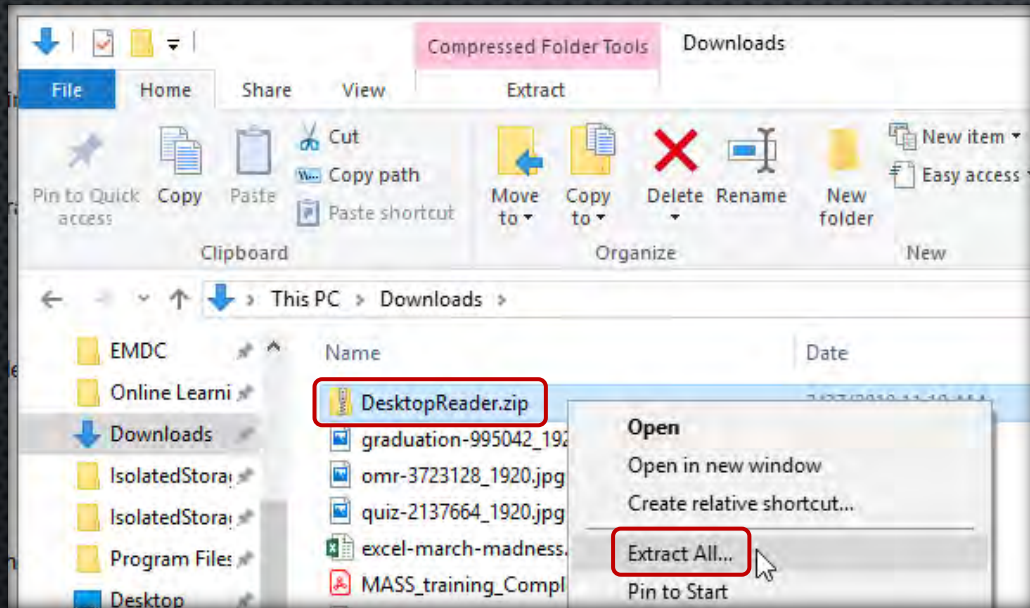 Compressed Folder Tools Downloads
File Home Share View Extract
Pin to Quick access
Copy
Paste
Cut
Copy path
Paste shortcut
Clipboard
Move to
Copy to
Delete
Rename
Organize
New folder
New item
Easy access
New
This PC > Downloads >
EMDC
Online Learni
Downloads
IsolatedStora
IsolatedStora
Program Files
Desktop
Name Date
DesktopReader.zip
graduation-995042_192
omr-3723128_1920.jpg
quiz-2137664_1920.jpg
excel-march-madness.
MASS_training_Compl
Open
Open in new window
Create relative shortcut...
Extract All...
Pin to Start